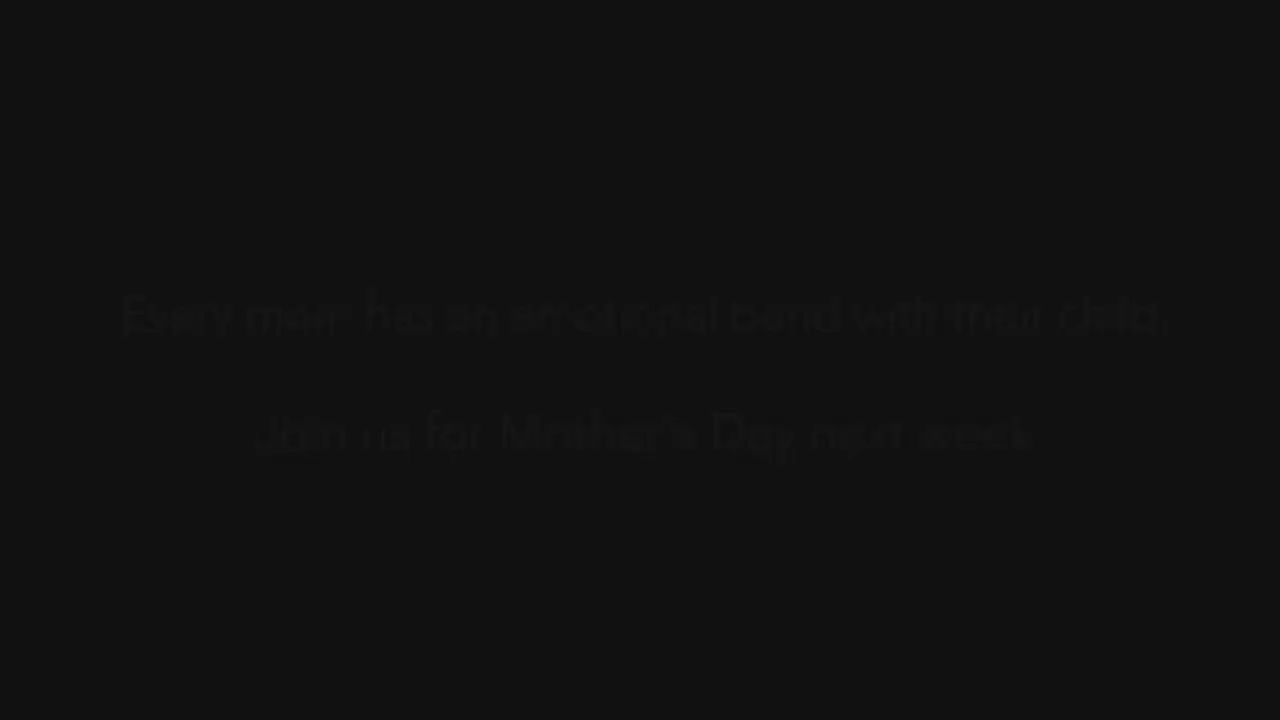 Every mom has an emotional bond with their child.
Join us for Mother's Day next week